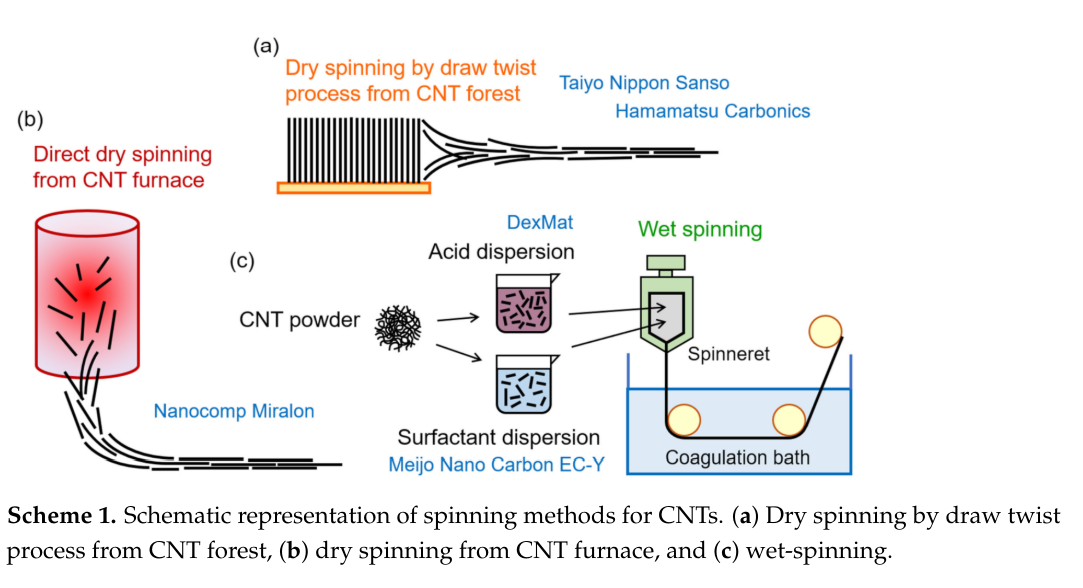 (a)
Dry spinning by draw twist
process from CNT forest
Taiyo Nippon Sanso
Hamamatsu Carbonics
(b)
Direct dry spinning
from CNT furnace
Nanocomp Miralon
(c)
DexMat
Acid dispersion
Wet spinning
CNT powder
Spinneret
Surfactant dispersion
Meijo Nano Carbon EC-Y
Coagulation bath
Scheme 1. Schematic representation of spinning methods for CNTs. (a) Dry spinning by draw twist
process from CNT forest, (b) dry spinning from CNT furnace, and (c) wet-spinning.